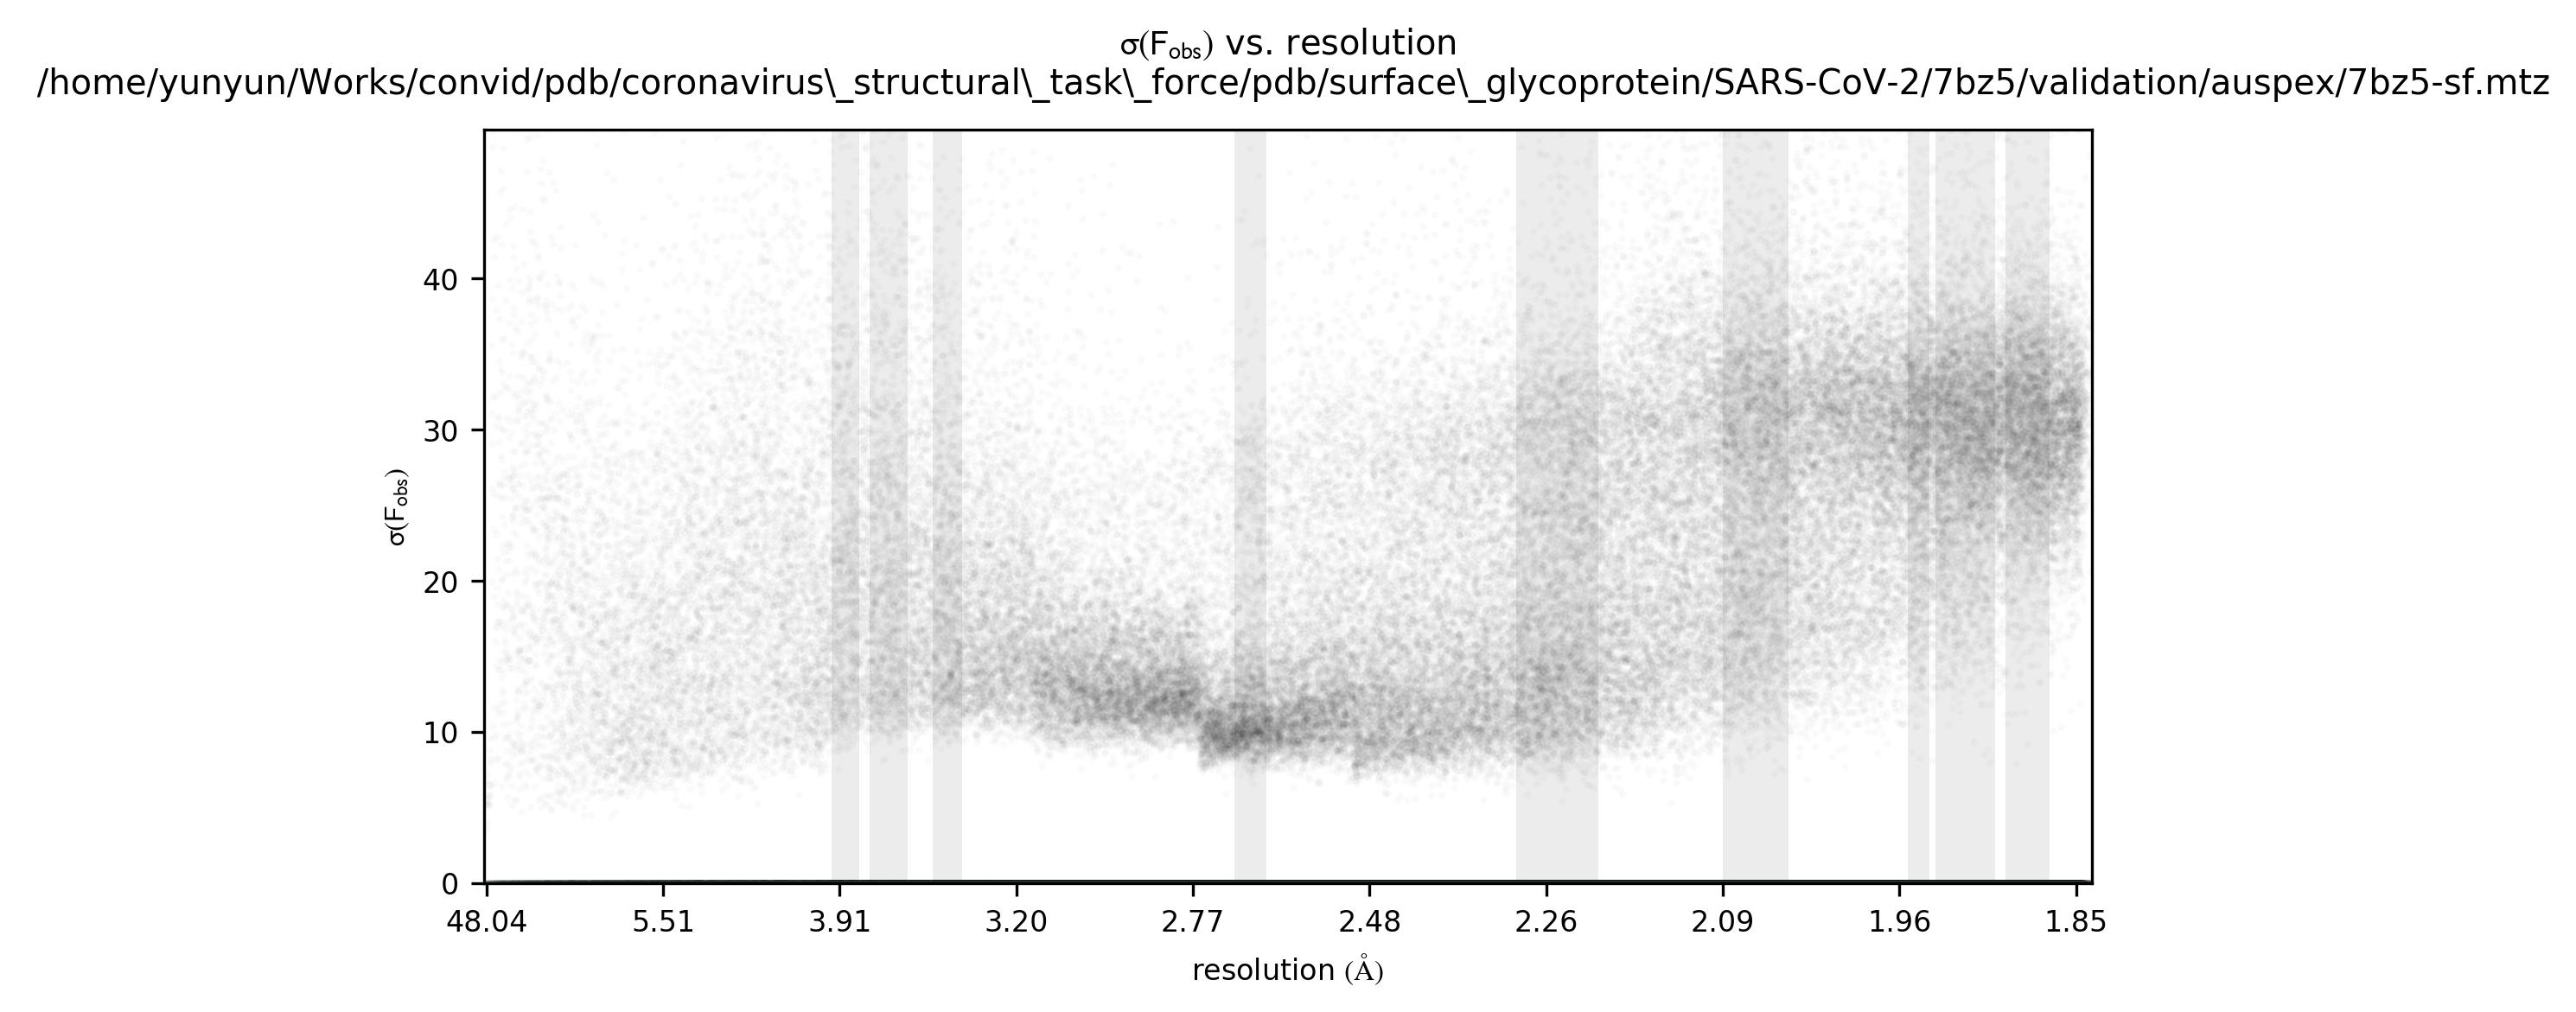 σ(Fobs) vs. resolution
/home/yunyun/Works/convid/pdb/coronavirus\_structural\_task\_force/pdb/surface\_glycoprotein/SARS-CoV-2/7bz5/validation/auspex/7bz5-sf.mtz
σ(Fobs)
40
30
20
10
0
48.04 5.51 3.91 3.20 2.77 2.48 2.26 2.09 1.96 1.85
resolution (Å)